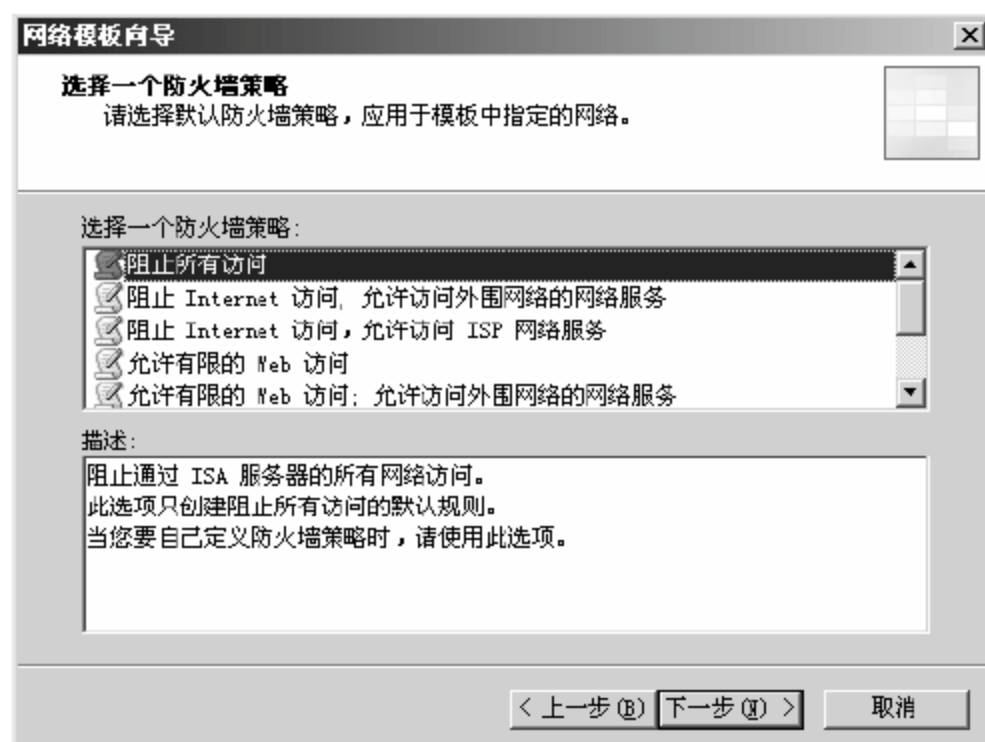 网络模板向导
选择一个防火墙策略
请选择默认防火墙策略，应用于模板中指定的网络。
选择一个防火墙策略：
阻止所有访问
阻止 Internet 访问, 允许访问外围网络的网络服务
阻止 Internet 访问，允许访问 ISP 网络服务
允许有限的 Web 访问
允许有限的 Web 访问; 允许访问外围网络的网络服务
描述：
阻止通过 ISA 服务器的所有网络访问。
此选项只创建阻止所有访问的默认规则。
当您要自己定义防火墙策略时，请使用此选项。
< 上一步(B) 下一步(N) > 取消